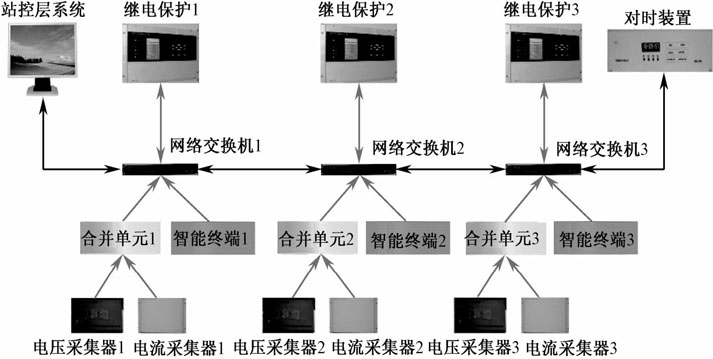 站控层系统
继电保护1
继电保护2
继电保护3
对时装置
网络交换机1
网络交换机2
网络交换机3
合并单元1
智能终端1
合并单元2
智能终端2
合并单元3
智能终端3
电压采集器1
电流采集器1
电压采集器2
电流采集器2
电压采集器3
电流采集器3